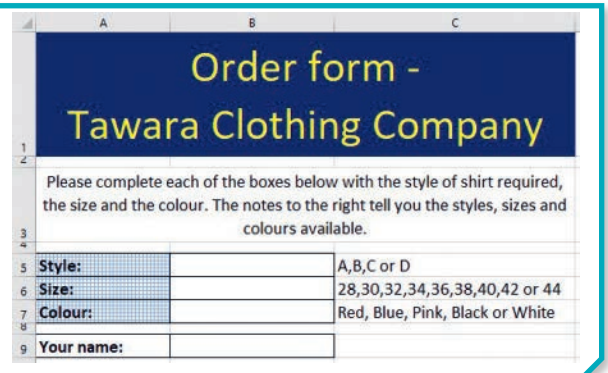 A B C
1 Order form -
Tawara Clothing Company
2
3 Please complete each of the boxes below with the style of shirt required,
the size and the colour. The notes to the right tell you the styles, sizes and
colours available.
4
5 Style: A,B,C or D
6 Size: 28,30,32,34,36,38,40,42 or 44
7 Colour: Red, Blue, Pink, Black or White
8
9 Your name: